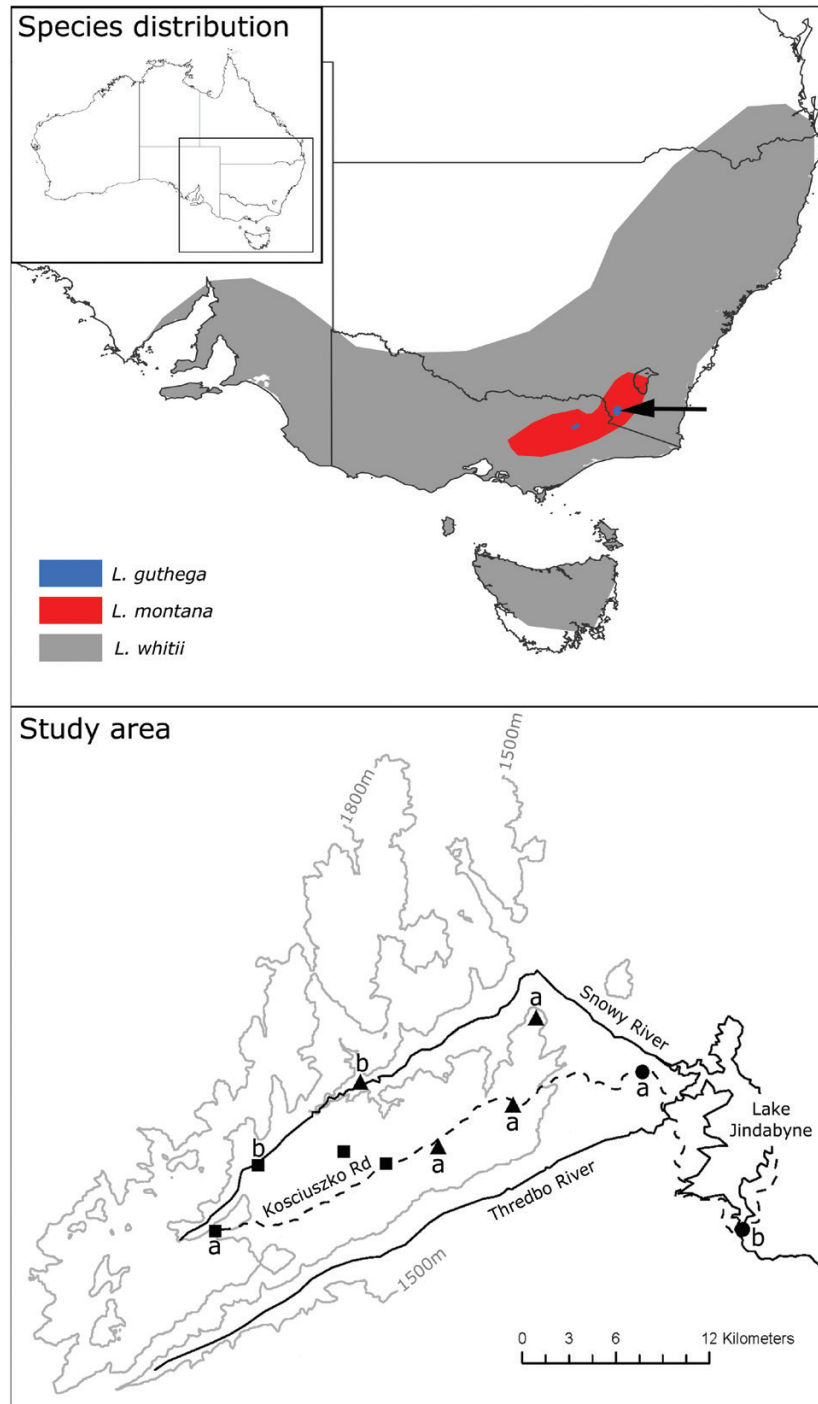 Species distribution
L. guthega
L. montana
L. whitii
Study area
1800m
1500m
a
Snowy River
b
a
a
Lake
Jindabyne
a
b
Kosciuszko Rd
Thredbo River
a
b
1500m
0 3 6 12 Kilometers